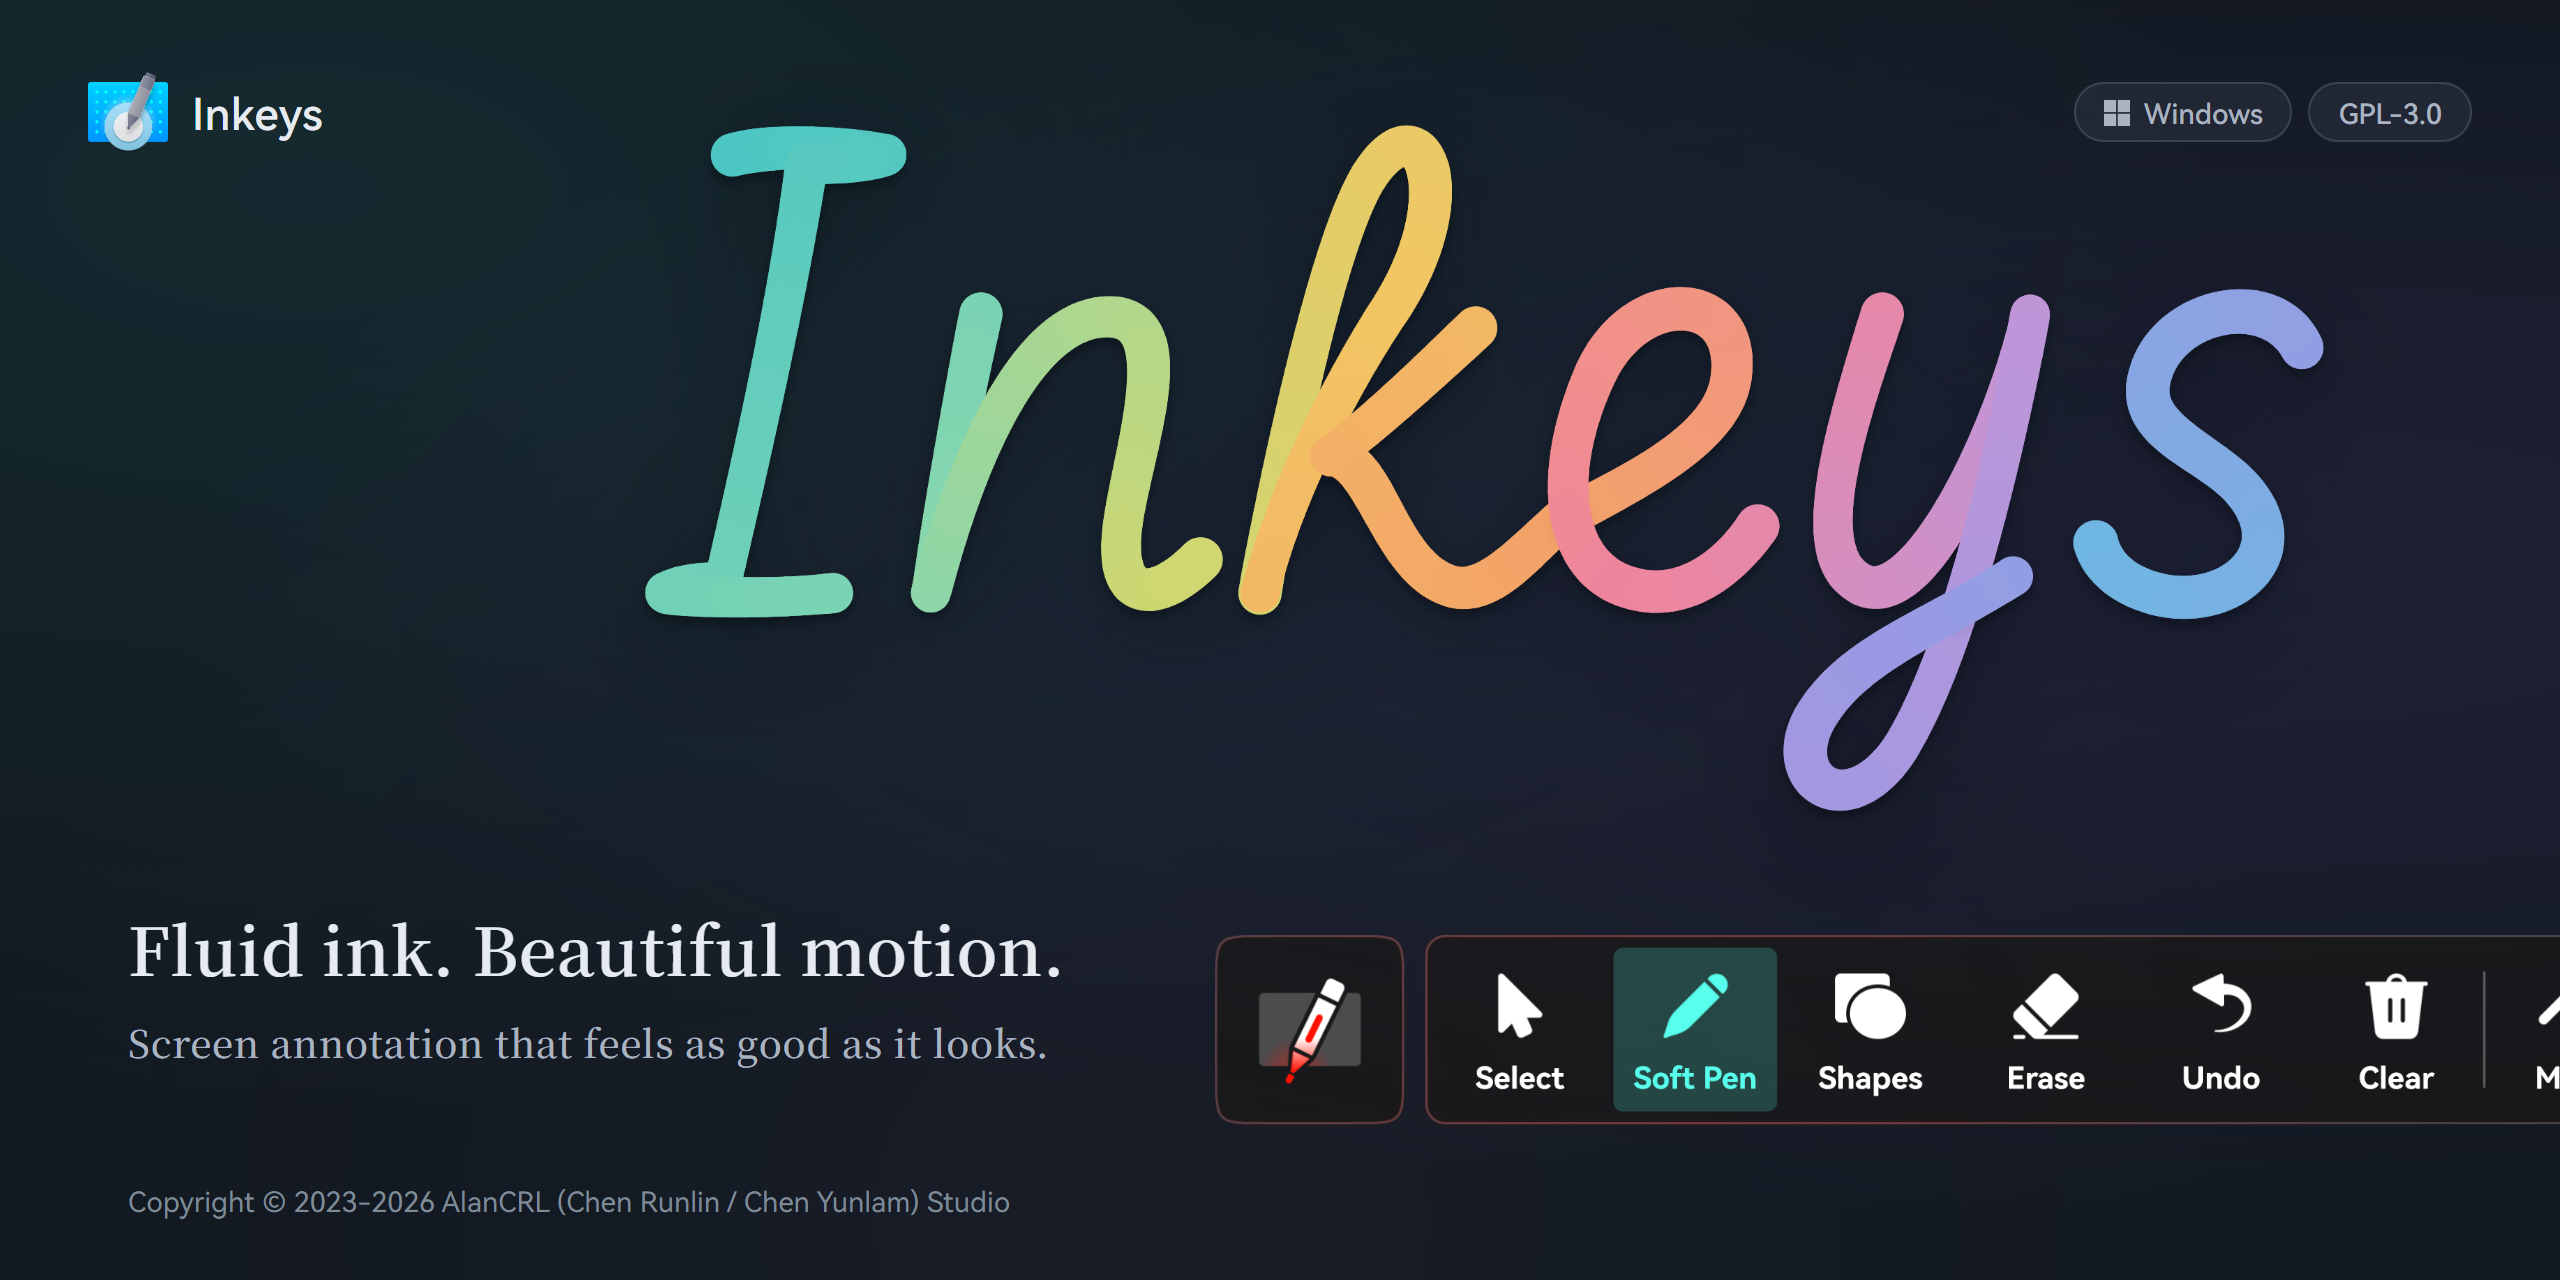 Inkeys
Windows
GPL-3.0
Inkeys
Fluid ink. Beautiful motion.
Screen annotation that feels as good as it looks.
Select
Soft Pen
Shapes
Erase
Undo
Clear
Copyright © 2023-2026 AlanCRL (Chen Runlin / Chen Yunlam) Studio